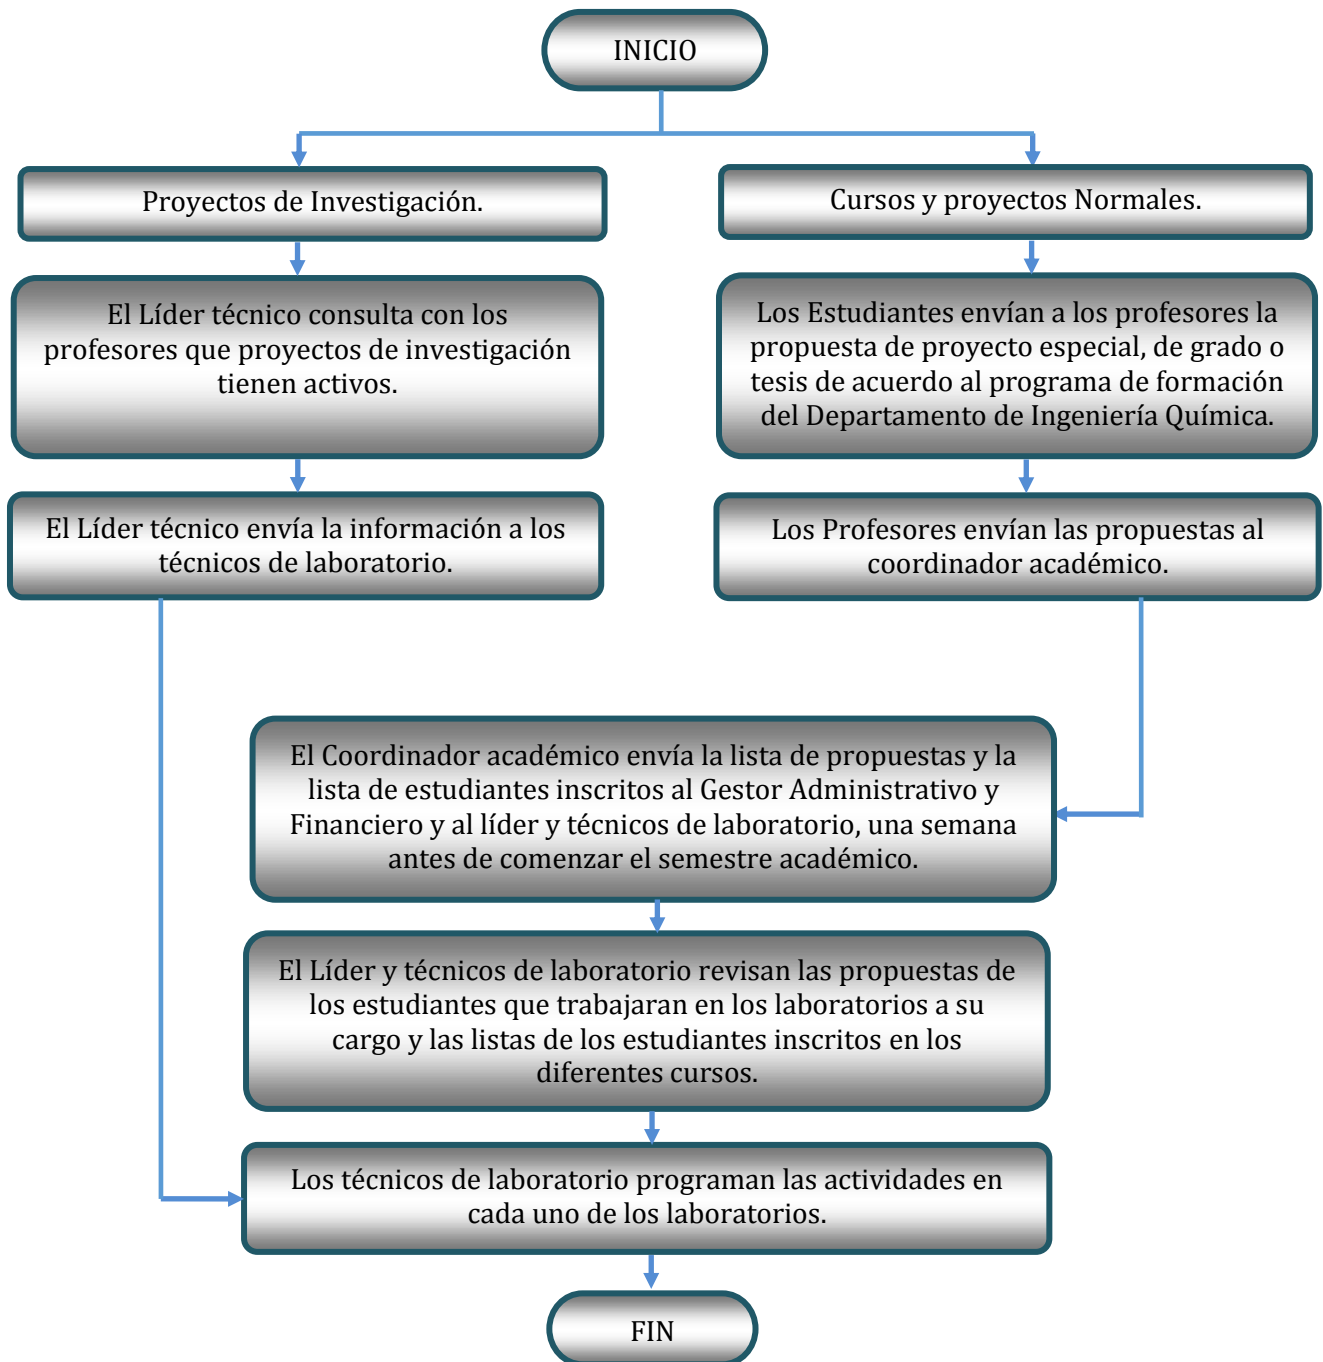 INICIO
Proyectos de Investigación.
Cursos y proyectos Normales.
El Líder técnico consulta con los
profesores que proyectos de investigación
tienen activos.
Los Estudiantes envían a los profesores la
propuesta de proyecto especial, de grado o
tesis de acuerdo al programa de formación
del Departamento de Ingeniería Química.
El Líder técnico envía la información a los
técnicos de laboratorio.
Los Profesores envían las propuestas al
coordinador académico.
El Coordinador académico envía la lista de propuestas y la
lista de estudiantes inscritos al Gestor Administrativo y
Financiero y al líder y técnicos de laboratorio, una semana
antes de comenzar el semestre académico.
El Líder y técnicos de laboratorio revisan las propuestas de
los estudiantes que trabajaran en los laboratorios a su
cargo y las listas de los estudiantes inscritos en los
diferentes cursos.
Los técnicos de laboratorio programan las actividades en
cada uno de los laboratorios.
FIN